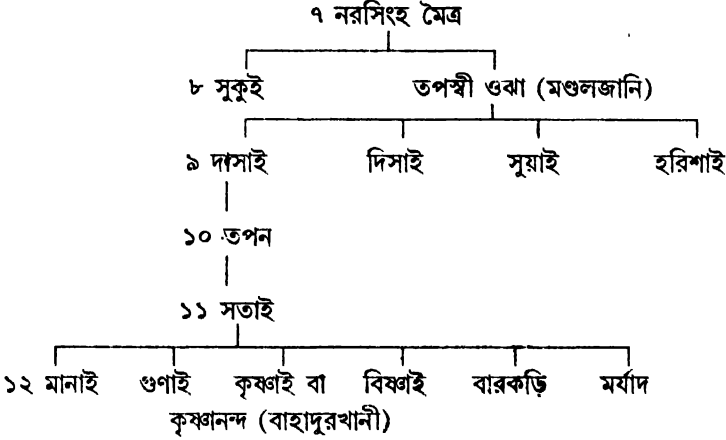 ৭ নরসিংহ মৈত্র
৮ সুকুই তপস্বী ওঝা (মণ্ডলজানি)
৯ দাসাই দিসাই সুয়াই হরিশাই
১০ তপন
১১ সতাই
১২ মানাই গুণাই কৃষ্ণাই বা বিষ্ণাই বারকড়ি মর্যাদ
কৃষ্ণানন্দ (বাহাদুরখানী)